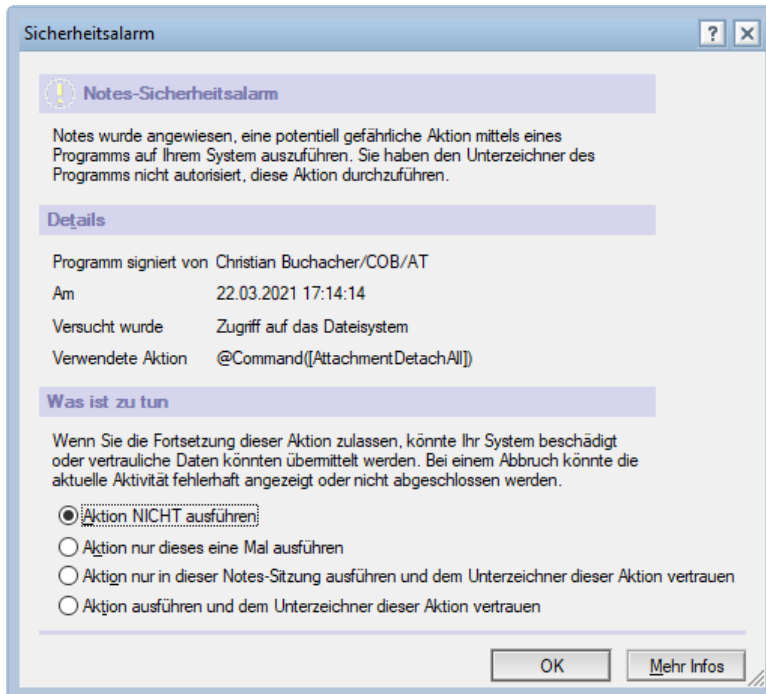 Sicherheitsalarm
Notes-Sicherheitsalarm
Notes wurde angewiesen, eine potentiell gefährliche Aktion mittels eines
Programms auf Ihrem System auszuführen. Sie haben den Unterzeichner des
Programms nicht autorisiert, diese Aktion durchzuführen.
Details
Programm signiert von Christian Buchacher/COB/AT
Am 22.03.2021 17:14:14
Versucht wurde Zugriff auf das Dateisystem
Verwendete Aktion @Command([AttachmentDetachAll])
Was ist zu tun
Wenn Sie die Fortsetzung dieser Aktion zulassen, könnte Ihr System beschädigt
oder vertrauliche Daten könnten übermittelt werden. Bei einem Abbruch könnte die
aktuelle Aktivität fehlerhaft angezeigt oder nicht abgeschlossen werden.
Aktion NICHT ausführen
Aktion nur dieses eine Mal ausführen
Aktion nur in dieser Notes-Sitzung ausführen und dem Unterzeichner dieser Aktion vertrauen
Aktion ausführen und dem Unterzeichner dieser Aktion vertrauen
OK Mehr Infos